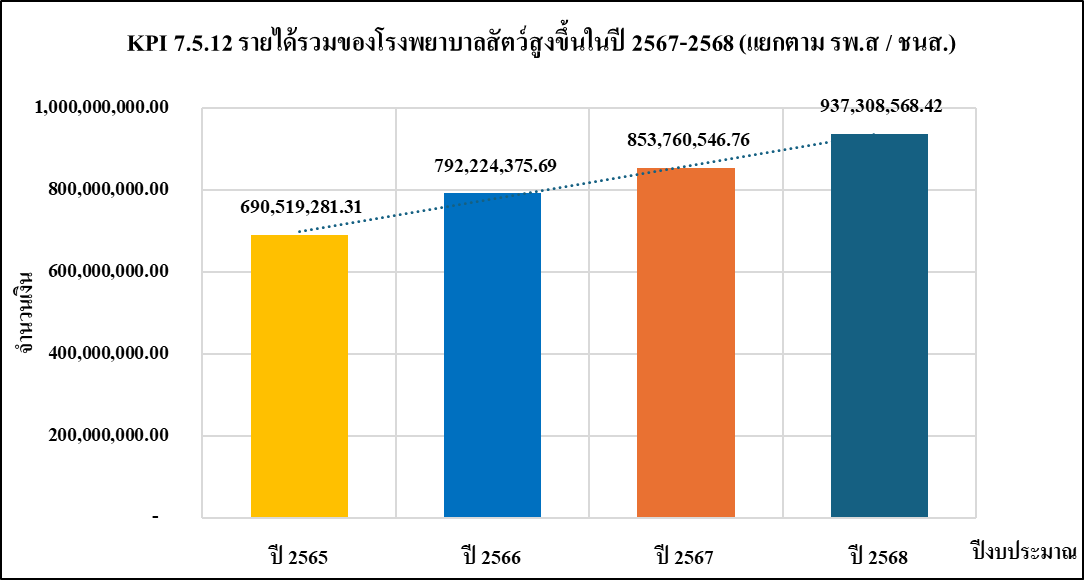 KPI 7.5.12 รายได้รวมของโรงพยาบาลสัตว์สูงขึ้นในปี 2567-2568 (แยกตาม รพ.ส / ชนส.)
1,000,000,000.00
800,000,000.00
600,000,000.00
400,000,000.00
200,000,000.00
-
จำนวนเงิน
690,519,281.31
792,224,375.69
853,760,546.76
937,308,568.42
ปี 2565
ปี 2566
ปี 2567
ปี 2568
ปีงบประมาณ